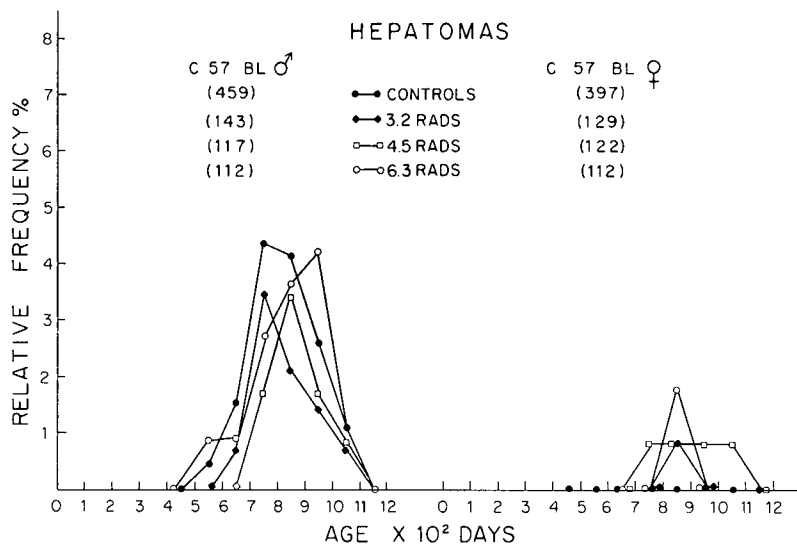 HEPATOMAS
C 57 BL ♂ C 57 BL ♀
(459) CONTROLS (397)
(143) 3.2 RADS (129)
(117) 4.5 RADS (122)
(112) 6.3 RADS (112)
RELATIVE FREQUENCY %
8
7
6
5
4
3
2
1
0 1 2 3 4 5 6 7 8 9 10 11 12 0 1 2 3 4 5 6 7 8 9 10 11 12
AGE X 10² DAYS